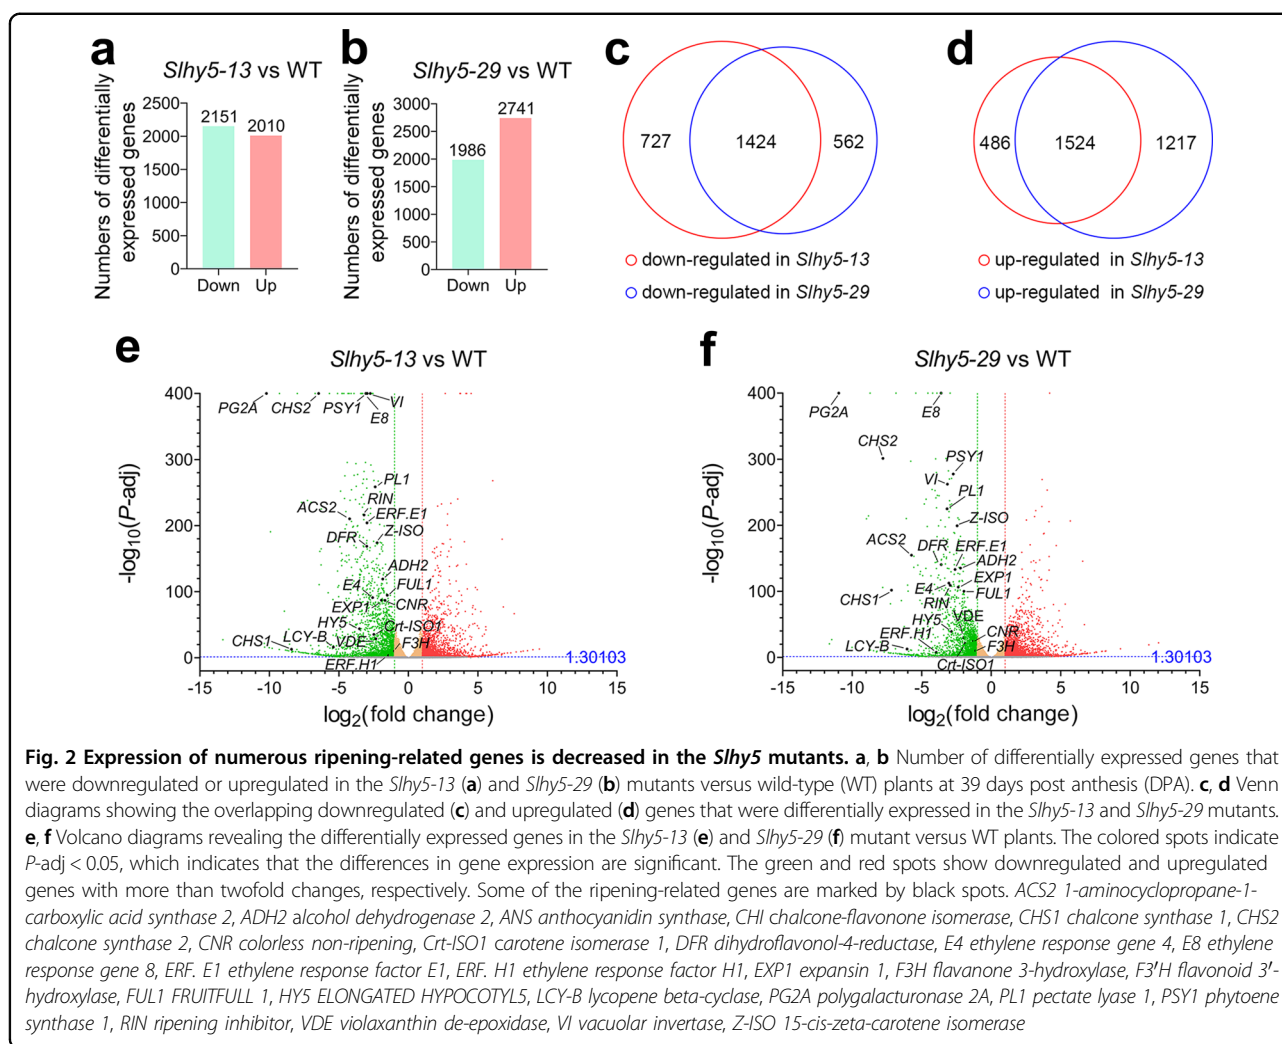 a
Slhy5-13 vs WT
Numbers of differentially
expressed genes
2500
2000
1500
1000
500
0
2151
2010
Down
Up
b
Slhy5-29 vs WT
Numbers of differentially
expressed genes
3000
2500
2000
1500
1000
500
0
1986
2741
Down
Up
c
727
1424
562
down-regulated in Slhy5-13
down-regulated in Slhy5-29
d
486
1524
1217
up-regulated in Slhy5-13
up-regulated in Slhy5-29
e
Slhy5-13 vs WT
-log10(P-adj)
400
300
200
100
0
PG2A
CHS2
PSY1
E8
VI
PL1
RIN
ACS2
ERF.E1
Z-ISO
DFR
ADH2
E4
FUL1
EXP1
CNR
HY5
Crt-ISO1
CHS1
LCY-B
VDE
F3H
ERF.H1
1.30103
-15
-10
-5
0
5
10
15
log2(fold change)
f
Slhy5-29 vs WT
-log10(P-adj)
400
300
200
100
0
PG2A
E8
CHS2
PSY1
VI
PL1
Z-ISO
ACS2
DFR
ERF.E1
ADH2
EXP1
E4
FUL1
CHS1
RIN
VDE
HY5
ERF.H1
CNR
LCY-B
F3H
Crt-ISO1
1.30103
-15
-10
-5
0
5
10
15
log2(fold change)
Fig. 2 Expression of numerous ripening-related genes is decreased in the Slhy5 mutants. a, b Number of differentially expressed genes that
were downregulated or upregulated in the Slhy5-13 (a) and Slhy5-29 (b) mutants versus wild-type (WT) plants at 39 days post anthesis (DPA). c, d Venn
diagrams showing the overlapping downregulated (c) and upregulated (d) genes that were differentially expressed in the Slhy5-13 and Slhy5-29 mutants.
e, f Volcano diagrams revealing the differentially expressed genes in the Slhy5-13 (e) and Slhy5-29 (f) mutant versus WT plants. The colored spots indicate
P-adj < 0.05, which indicates that the differences in gene expression are significant. The green and red spots show downregulated and upregulated
genes with more than twofold changes, respectively. Some of the ripening-related genes are marked by black spots. ACS2 1-aminocyclopropane-1-
carboxylic acid synthase 2, ADH2 alcohol dehydrogenase 2, ANS anthocyanidin synthase, CHI chalcone-flavonone isomerase, CHS1 chalcone synthase 1, CHS2
chalcone synthase 2, CNR colorless non-ripening, Crt-ISO1 carotene isomerase 1, DFR dihydroflavonol-4-reductase, E4 ethylene response gene 4, E8 ethylene
response gene 8, ERF. E1 ethylene response factor E1, ERF. H1 ethylene response factor H1, EXP1 expansin 1, F3H flavanone 3-hydroxylase, F3′H flavonoid 3′-
hydroxylase, FUL1 FRUITFULL 1, HY5 ELONGATED HYPOCOTYL5, LCY-B lycopene beta-cyclase, PG2A polygalacturonase 2A, PL1 pectate lyase 1, PSY1 phytoene
synthase 1, RIN ripening inhibitor, VDE violaxanthin de-epoxidase, VI vacuolar invertase, Z-ISO 15-cis-zeta-carotene isomerase